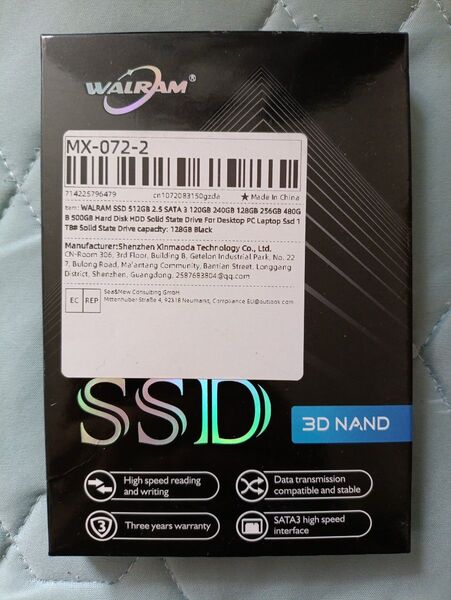 WALRAM®
MX-072-2
714225796479 cn1072083150gzda ★ Made In China
Item: WALRAM SSD 512GB 2.5 SATA 3 120GB 240GB 128GB 256GB 480G
B 500GB Hard Disk HDD Solid State Drive For Desktop PC Laptop Ssd 1
TB# Solid State Drive capacity: 128GB Black
Manufacturer:Shenzhen Xinmaoda Technology Co., Ltd.
CN-Room 306, 3rd Floor, Building B, Getelon Industrial Park, No. 22
7, Bulong Road, Ma'antang Community, Bantian Street, Longgang
District, Shenzhen, Guangdong, 2587683804@qq.com
EC REP
Sea&Mew Consulting GmbH
Mittenhuber Straße 4, 92318 Neumarkt, Compliance EU@outlook.com
SSD
3D NAND
High speed reading
and writing
Data transmission
compatible and stable
3
Three years warranty
SATA3 high speed
interface